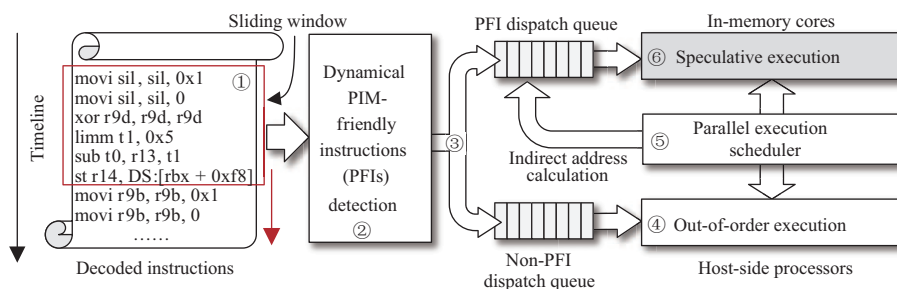 Sliding window
PFI dispatch queue
In-memory cores
Timeline
①
movi sil, sil, 0x1
movi sil, sil, 0
xor r9d, r9d, r9d
limm t1, 0x5
sub t0, r13, t1
st r14, DS:[rbx + 0xf8]
movi r9b, r9b, 0x1
movi r9b, r9b, 0
......
Decoded instructions
Dynamical
PIM-
friendly
instructions
(PFIs)
detection
②
③
⑥ Speculative execution
⑤ Parallel execution
scheduler
Indirect address
calculation
④ Out-of-order execution
Non-PFI
dispatch queue
Host-side processors